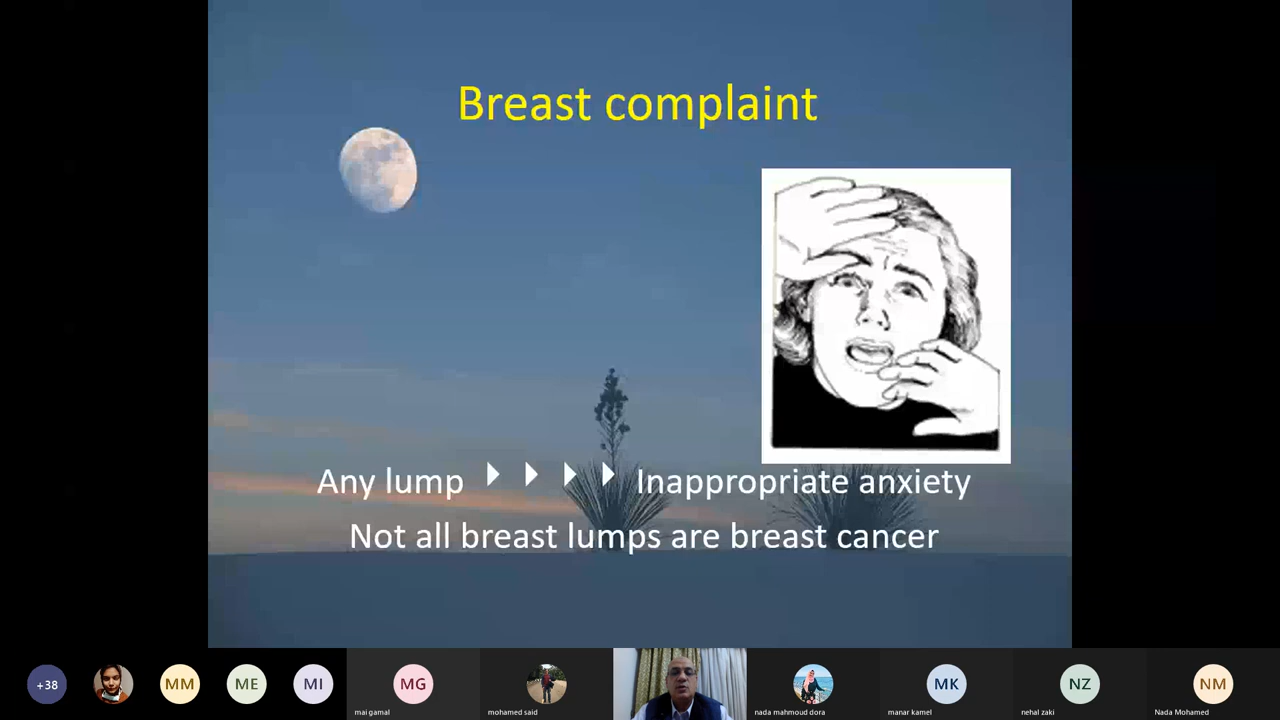 Breast complaint
Any lump Inappropriate anxiety
Not all breast lumps are breast cancer
+38
MM
ME
MI
MG
mai gamal
mohamed said
nada mahmoud dora
MK
manar kamel
NZ
nehal zaki
NM
Nada Mohamed